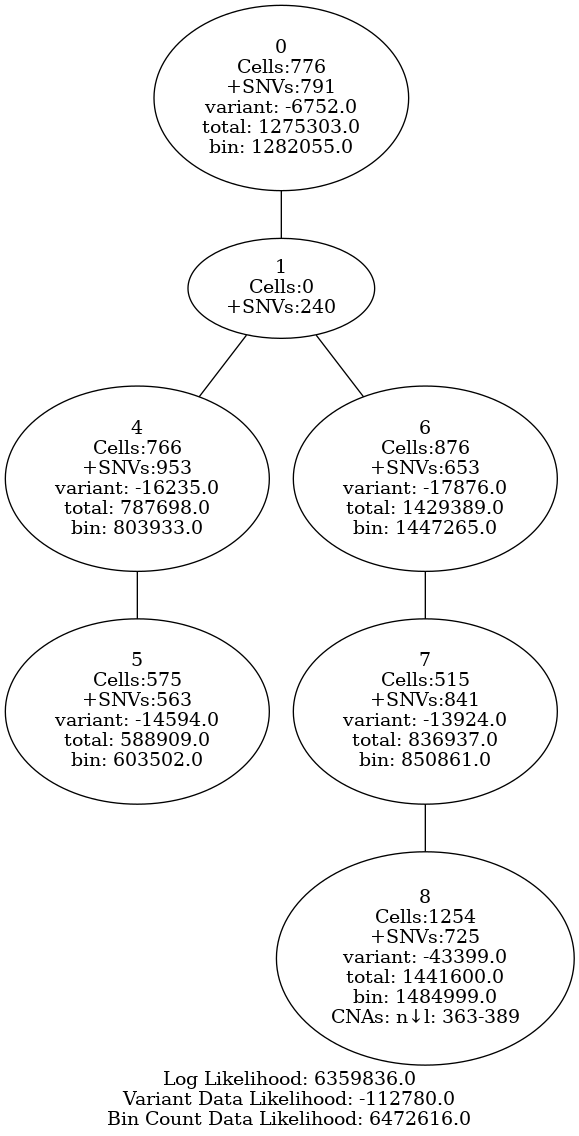 0
Cells:776
+SNVs:791
variant: -6752.0
total: 1275303.0
bin: 1282055.0
1
Cells:0
+SNVs:240
4
Cells:766
+SNVs:953
variant: -16235.0
total: 787698.0
bin: 803933.0
6
Cells:876
+SNVs:653
variant: -17876.0
total: 1429389.0
bin: 1447265.0
5
Cells:575
+SNVs:563
variant: -14594.0
total: 588909.0
bin: 603502.0
7
Cells:515
+SNVs:841
variant: -13924.0
total: 836937.0
bin: 850861.0
8
Cells:1254
+SNVs:725
variant: -43399.0
total: 1441600.0
bin: 1484999.0
CNAs: n↓l: 363-389
Log Likelihood: 6359836.0
Variant Data Likelihood: -112780.0
Bin Count Data Likelihood: 6472616.0